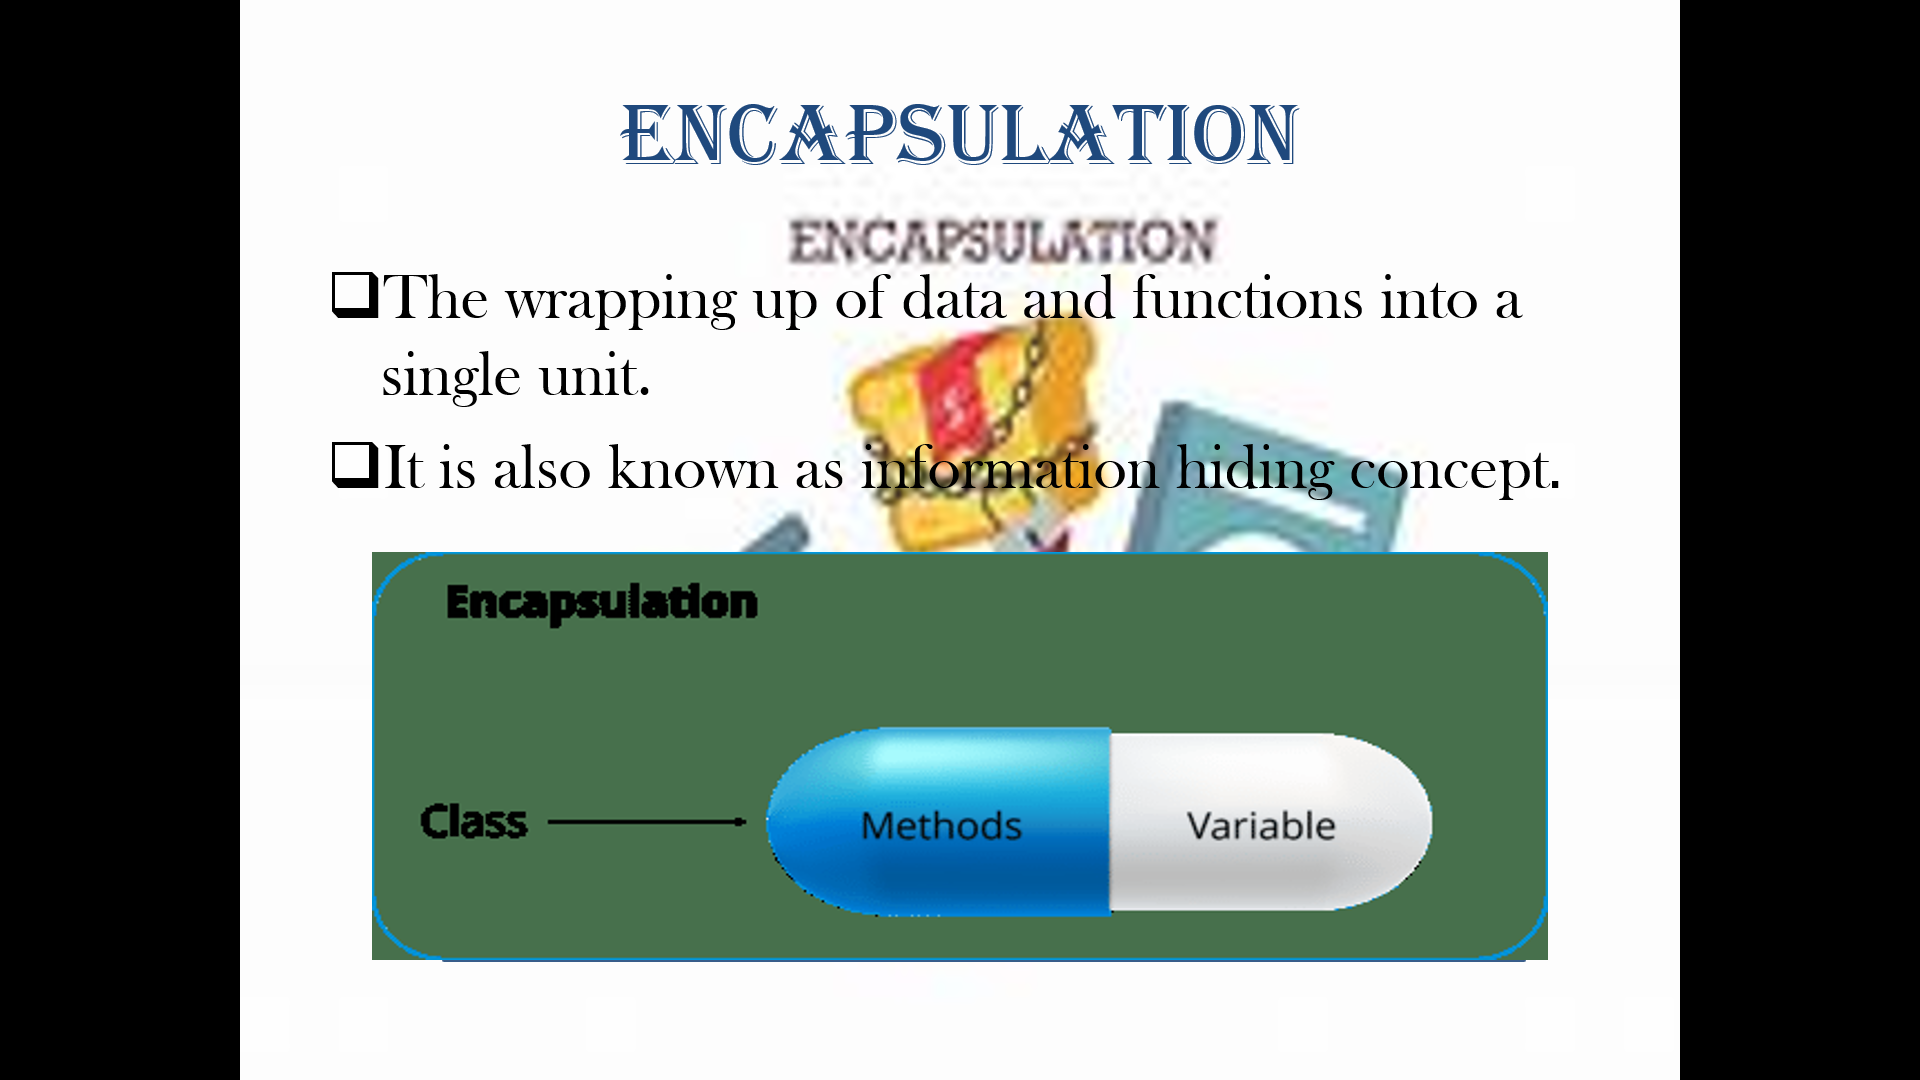 ENCAPSULATION
ENCAPSULATION
❑The wrapping up of data and functions into a
single unit.
S
❑It is also known as information hiding concept.
Encapsulation
Class
Methods
Variable